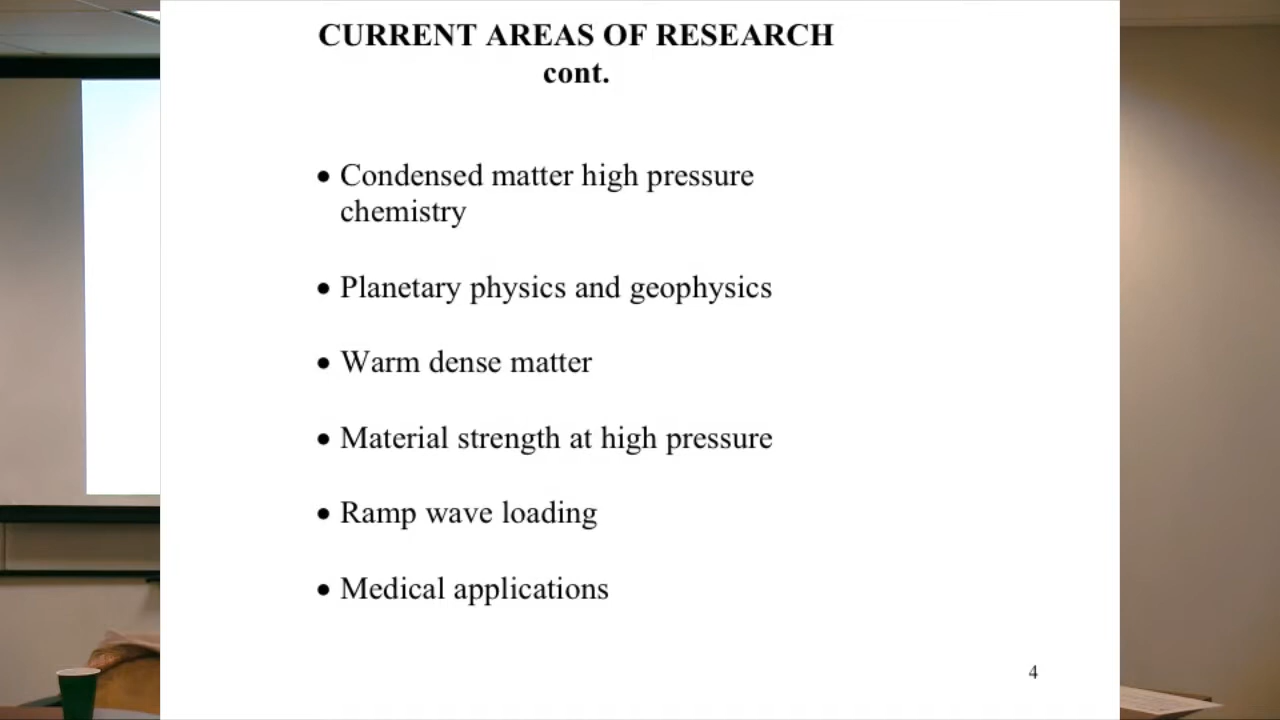 CURRENT AREAS OF RESEARCH
cont.
• Condensed matter high pressure
chemistry
• Planetary physics and geophysics
• Warm dense matter
• Material strength at high pressure
• Ramp wave loading
• Medical applications
4